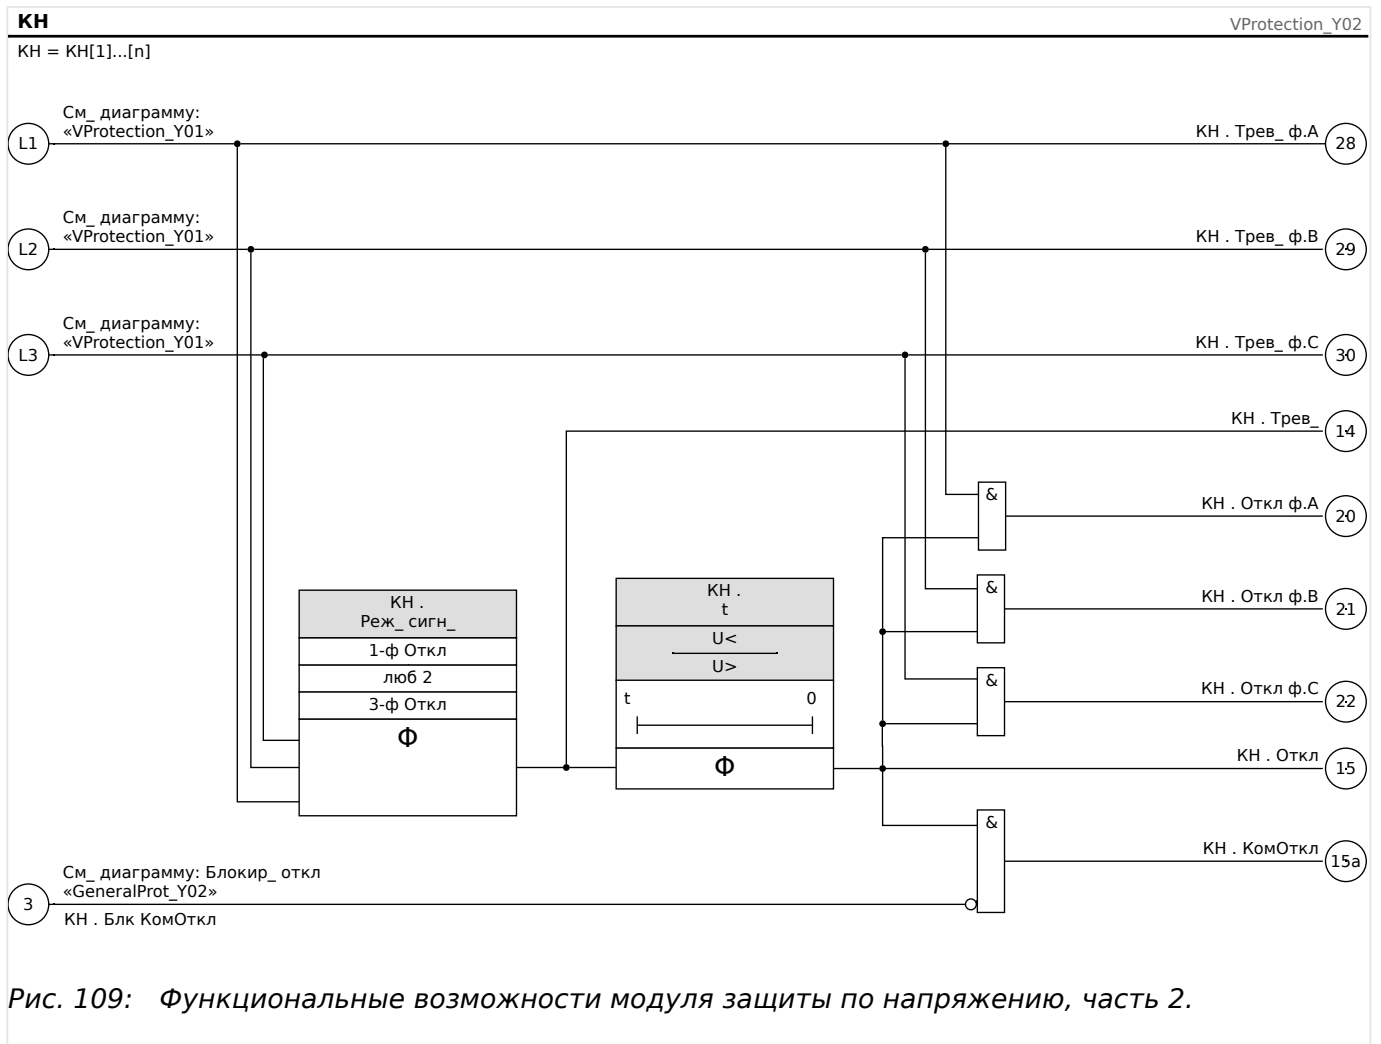 КН
VProtection_Y02
КН = КН[1]...[n]
См_ диаграмму:
«VProtection_Y01»
L1
КН . Трев_ ф.А
28
См_ диаграмму:
«VProtection_Y01»
L2
КН . Трев_ ф.В
29
См_ диаграмму:
«VProtection_Y01»
L3
КН . Трев_ ф.С
30
КН . Трев_
14
&
КН . Откл ф.А
20
&
КН . Откл ф.В
21
&
КН . Откл ф.С
22
КН .
Реж_ сигн_
1-ф Откл
люб 2
3-ф Откл
Ф
КН .
t
U<
U>
t 0
Ф
КН . Откл
15
&
КН . КомОткл
15a
См_ диаграмму: Блокир_ откл
«GeneralProt_Y02»
3
КН . Блк КомОткл
Рис. 109: Функциональные возможности модуля защиты по напряжению, часть 2.